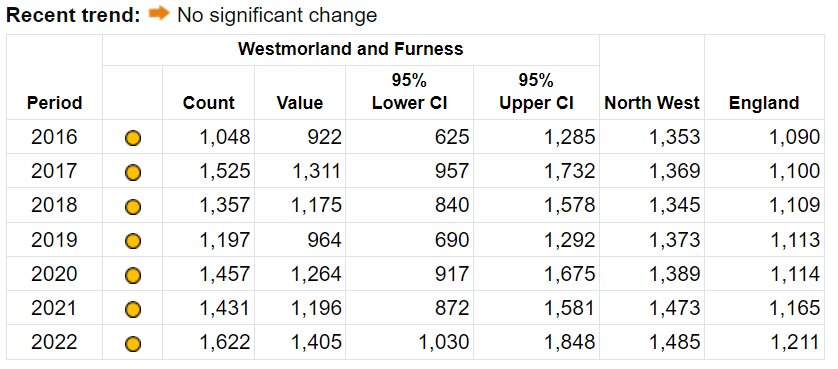 Recent trend: No significant change
Westmorland and Furness
Period Count Value 95% Lower CI 95% Upper CI North West England
2016 1,048 922 625 1,285 1,353 1,090
2017 1,525 1,311 957 1,732 1,369 1,100
2018 1,357 1,175 840 1,578 1,345 1,109
2019 1,197 964 690 1,292 1,373 1,113
2020 1,457 1,264 917 1,675 1,389 1,114
2021 1,431 1,196 872 1,581 1,473 1,165
2022 1,622 1,405 1,030 1,848 1,485 1,211